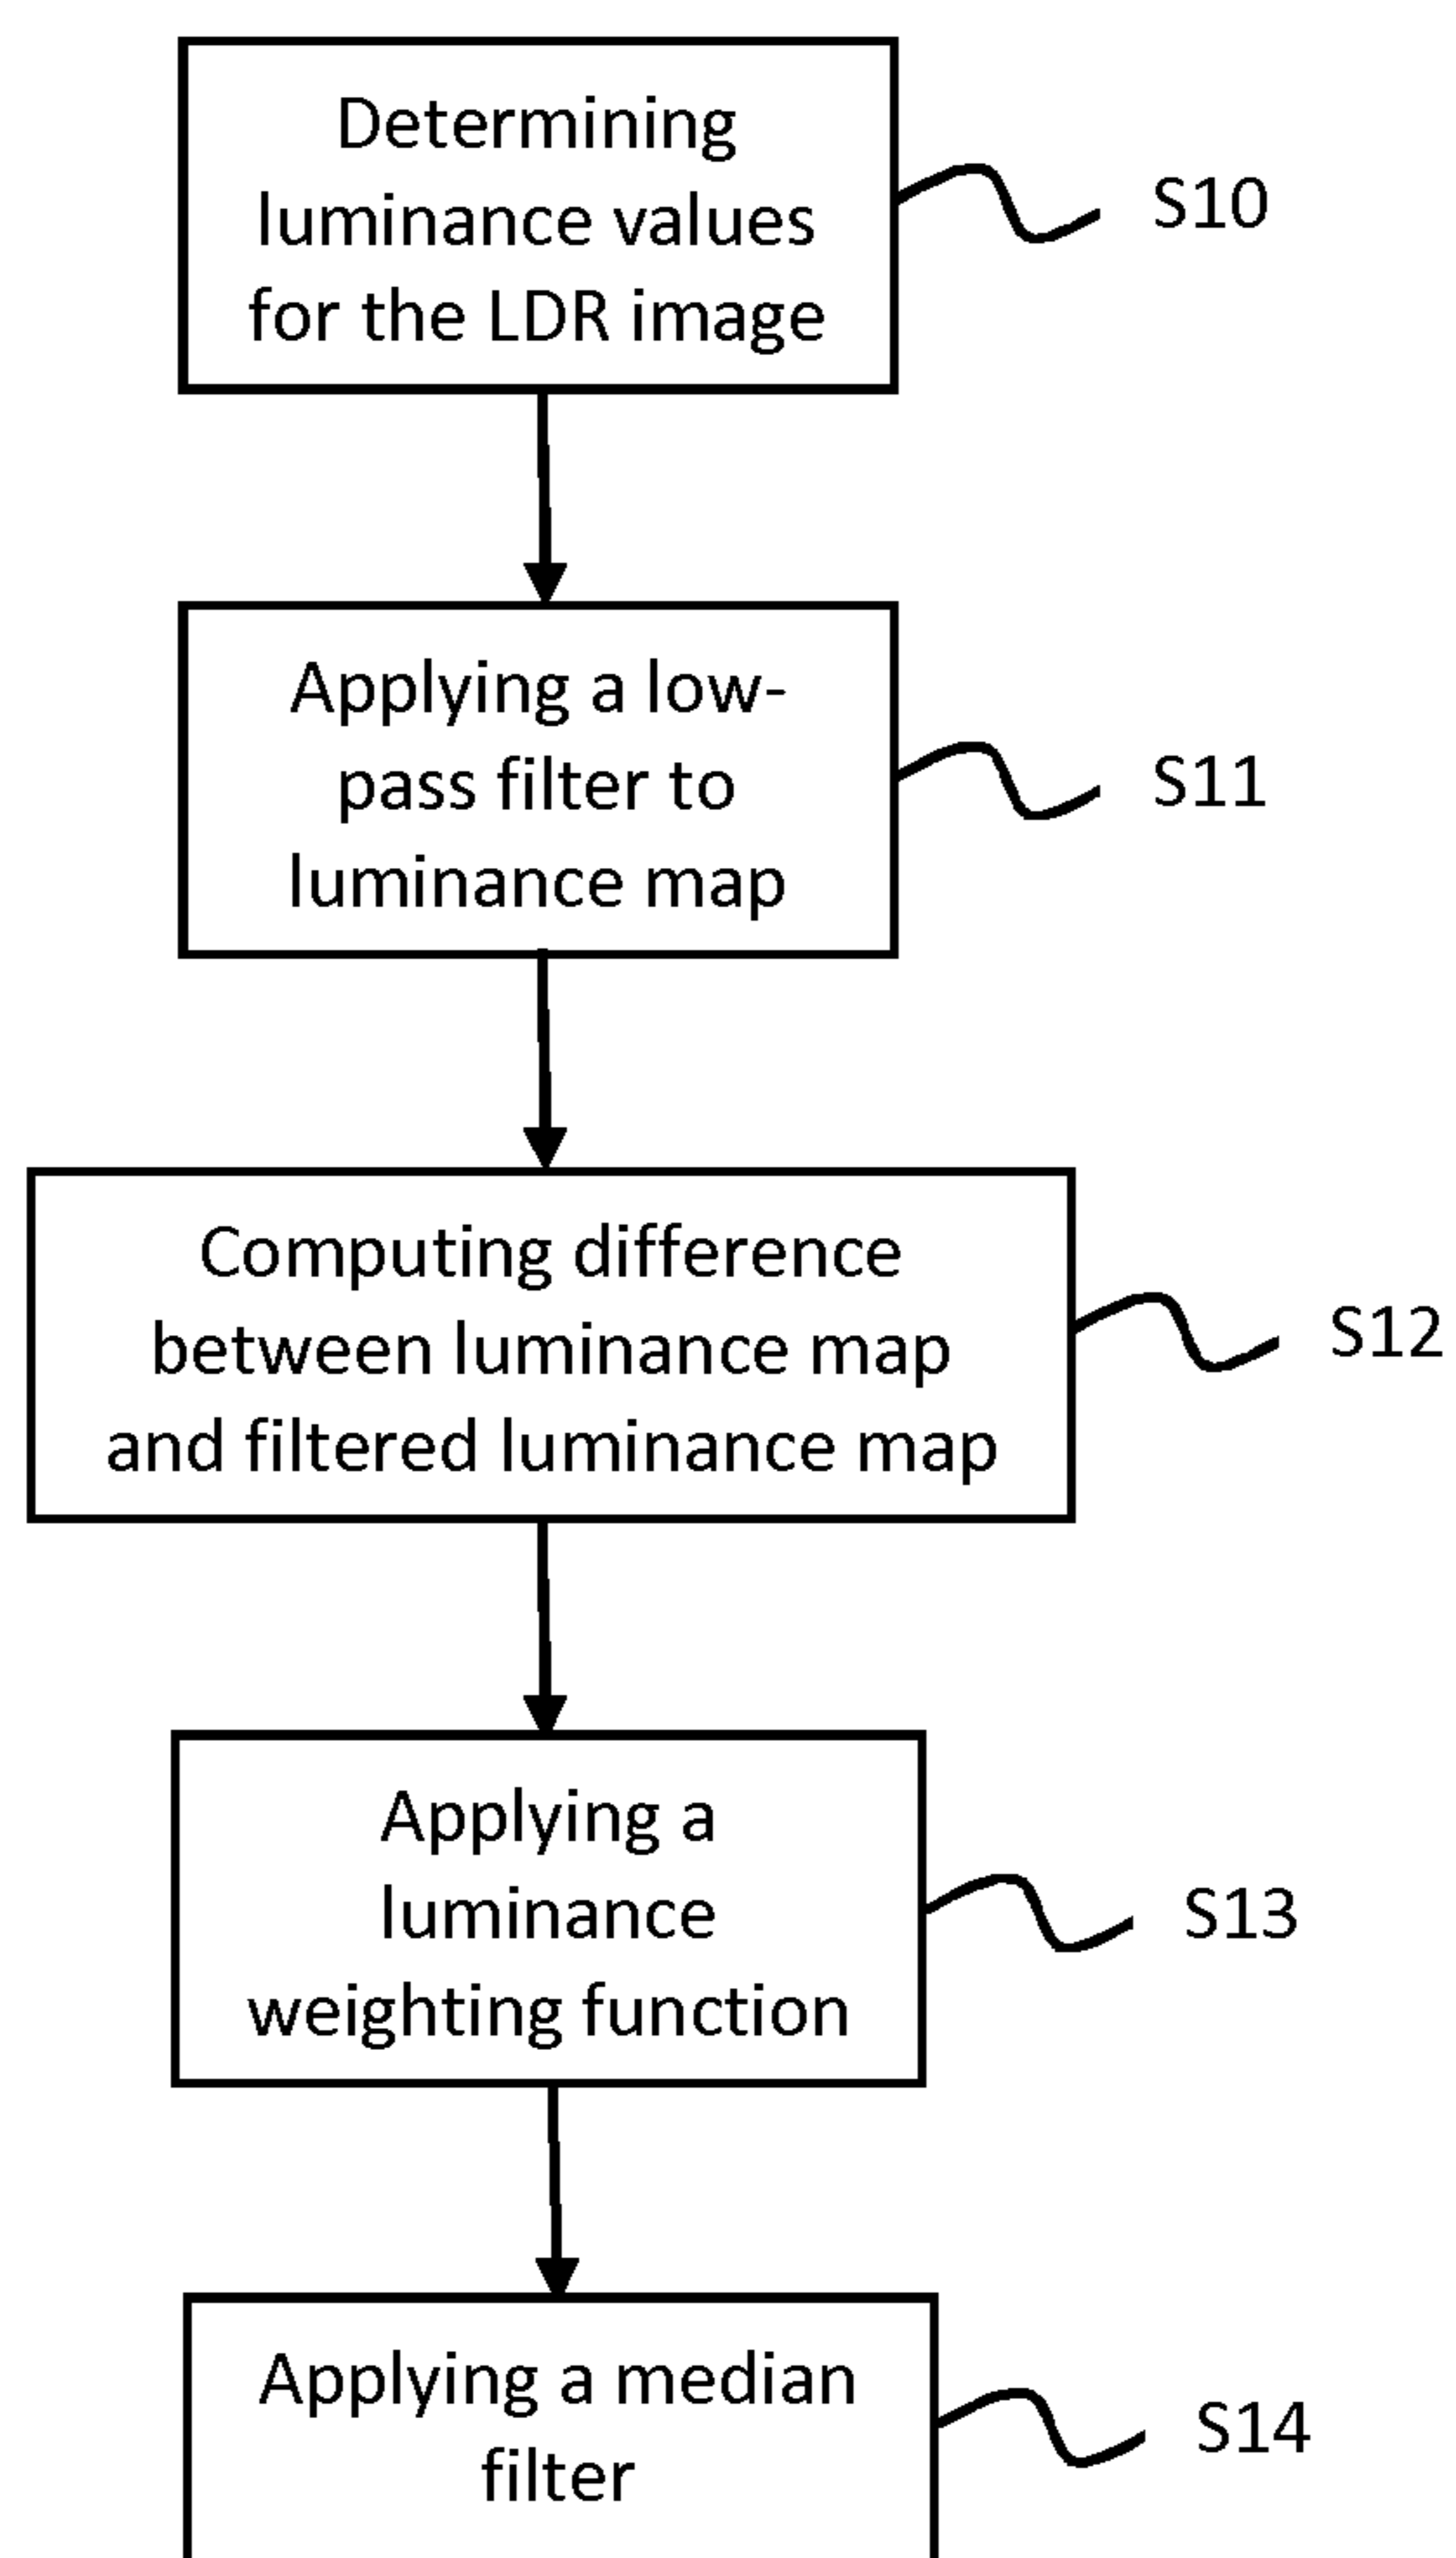 Determining
luminance values
for the LDR image
S10
Applying a low-
pass filter to
luminance map
S11
Computing difference
between luminance map
and filtered luminance map
S12
Applying a
luminance
weighting function
S13
Applying a median
filter
S14